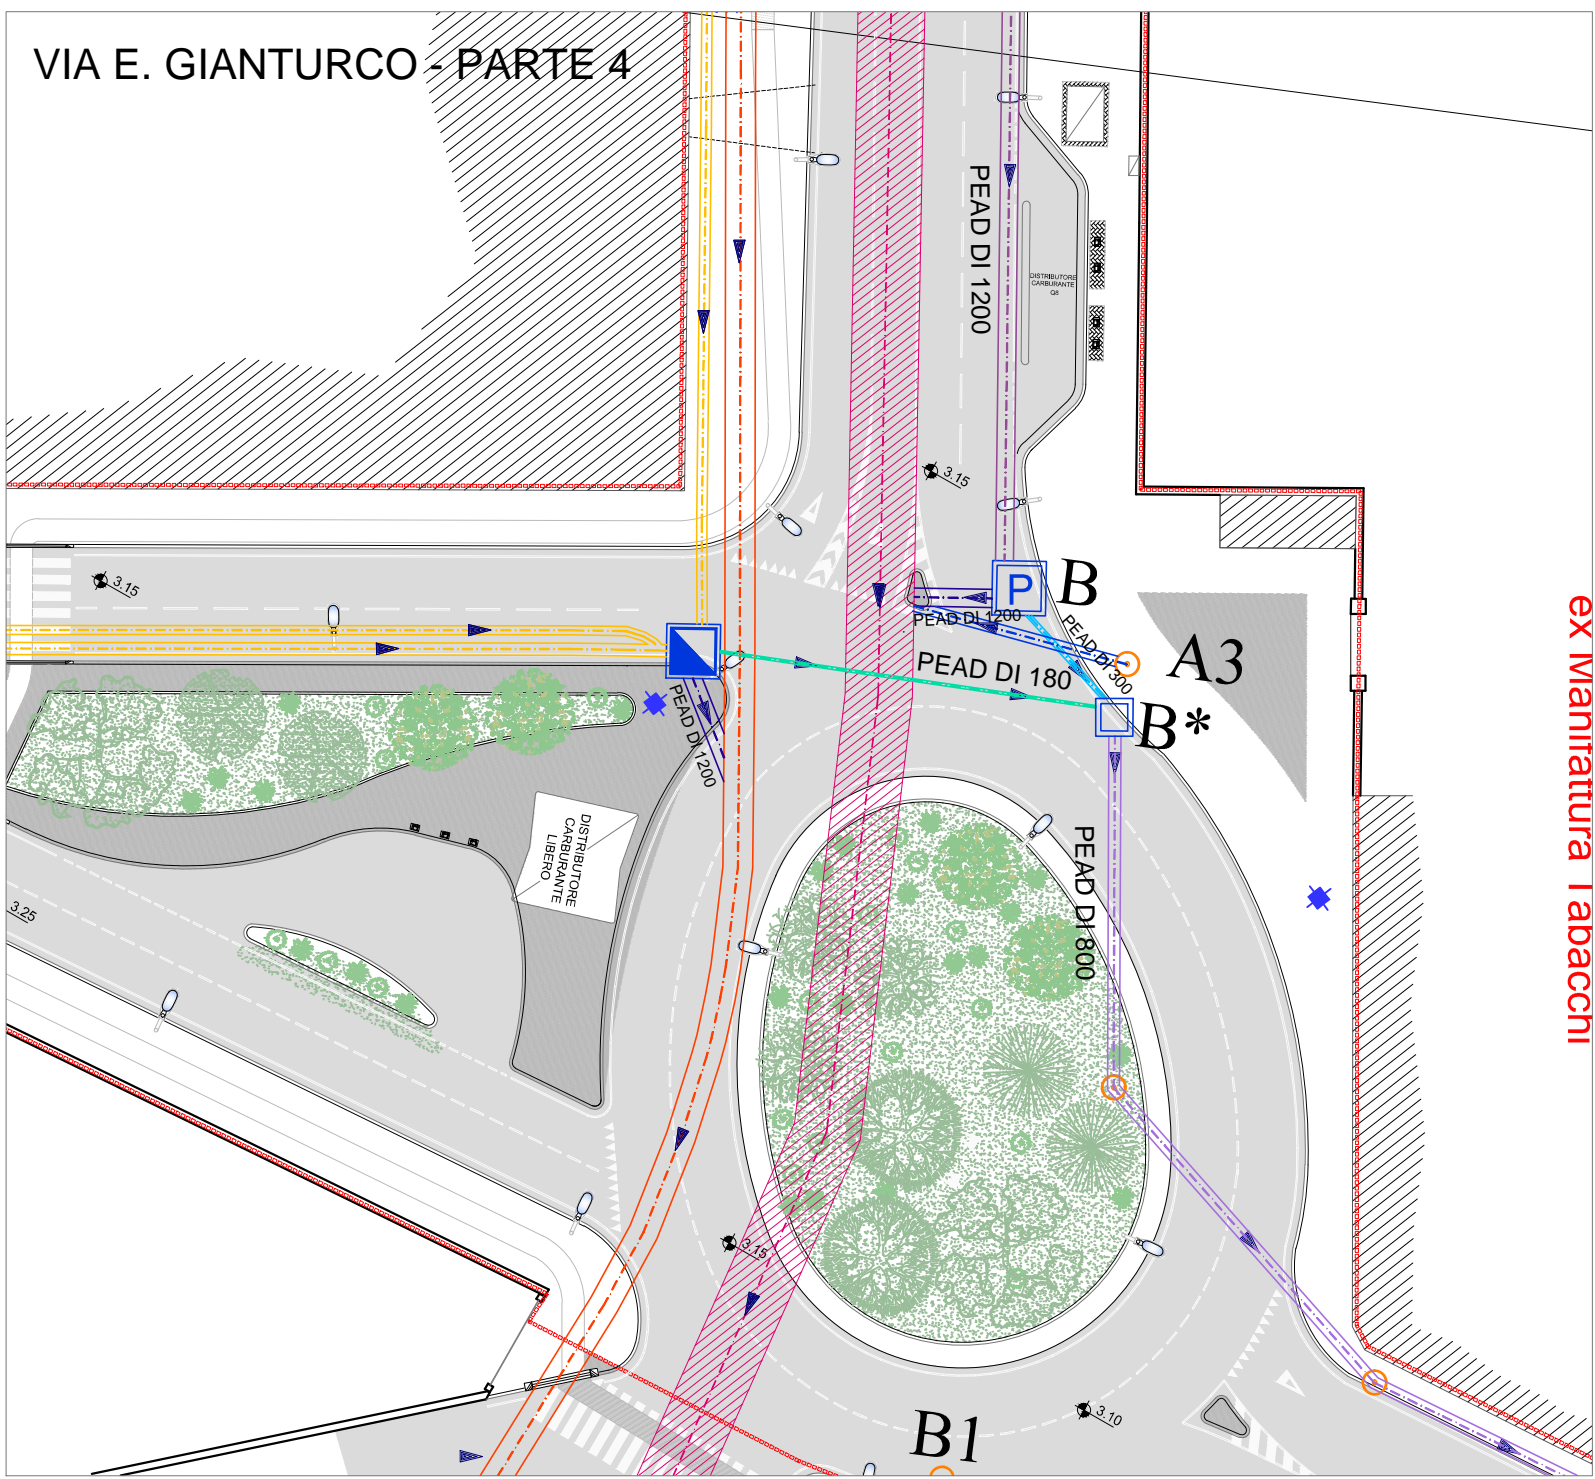 VIA E. GIANTURCO - PARTE 4
PEAD DI 1200
DISTRIBUTORE
CARBURANTE
Q8
3.15
3.15
P
B
PEAD DI 1200
PEAD DI 300
A3
PEAD DI 180
B*
PEAD DI 1200
ex Manifattura Tabacchi
DISTRIBUTORE
CARBURANTE
LIBERO
PEAD DI 800
3.25
3.15
3.10
B1